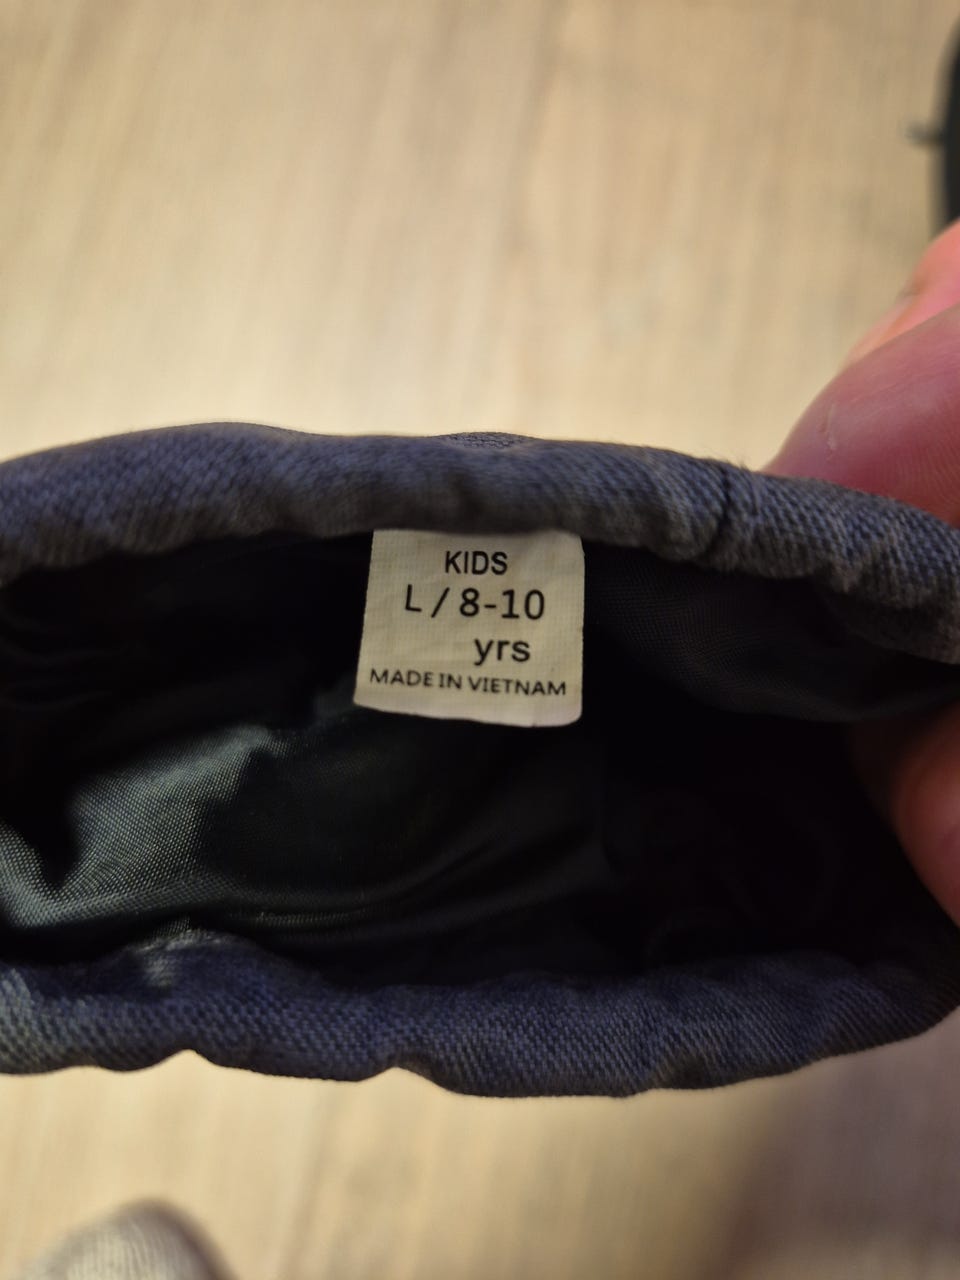 KIDS
L / 8-10
yrs
MADE IN VIETNAM